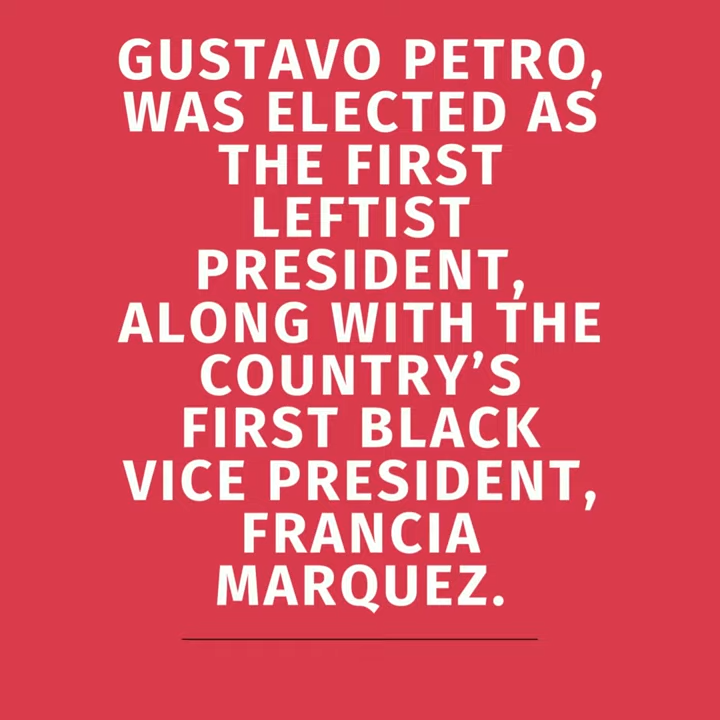 GUSTAVO PETRO,
WAS ELECTED AS
THE FIRST
LEFTIST
PRESIDENT,
ALONG WITH THE
COUNTRY’S
FIRST BLACK
VICE PRESIDENT,
FRANCIA
MARQUEZ.